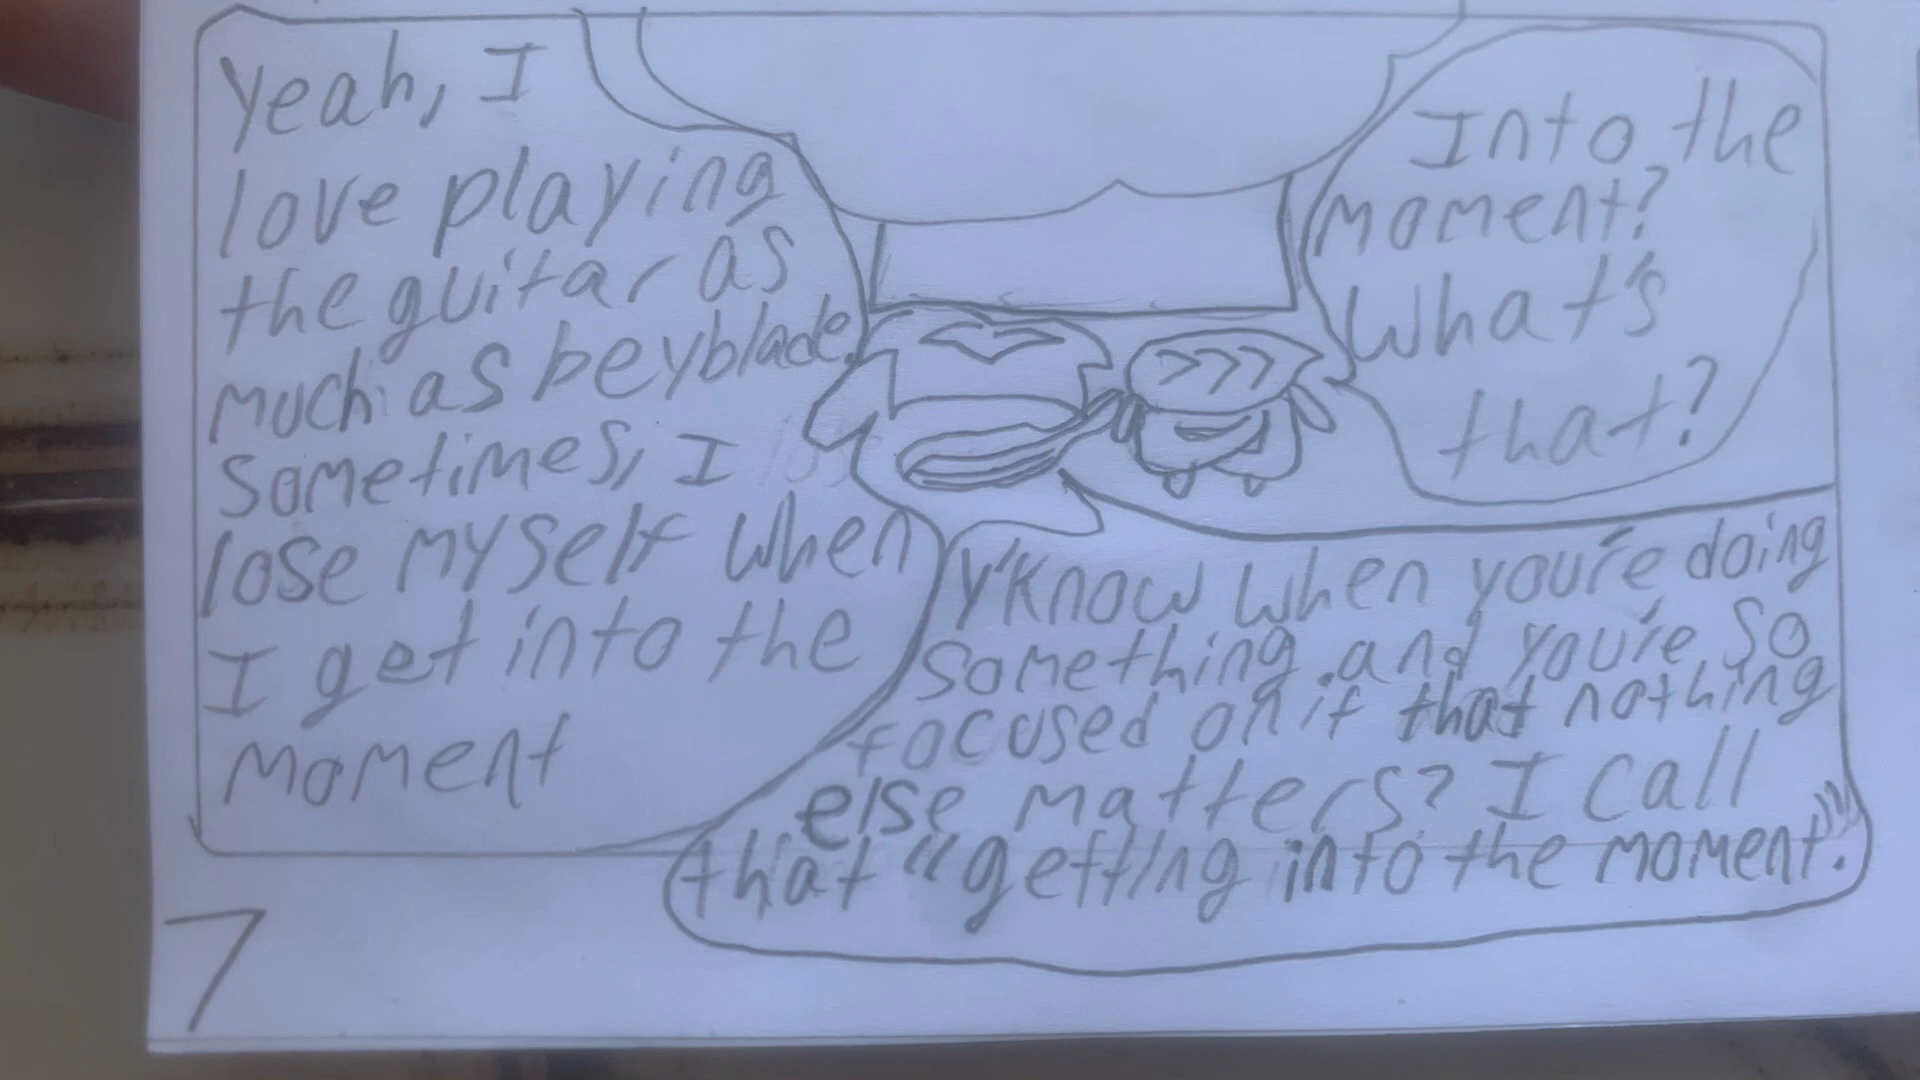 Yeah, I
love playing
the guitar as
much as beyblade.
Sometimes, I
lose myself when
I get into the
moment
Into the
moment?
What's
that?
Y'know when you're doing
something and you're so
focused on it that nothing
else matters? I call
that "getting into the moment."
7